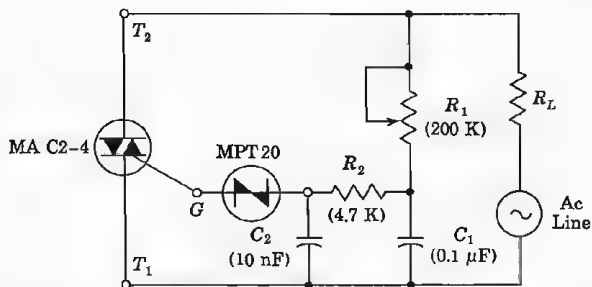 T₂
MA C2-4
MPT 20
G
C₂
(10 nF)
R₂
(4.7 K)
R₁
(200 K)
C₁
(0.1 µF)
R_L
Ac
Line
T₁